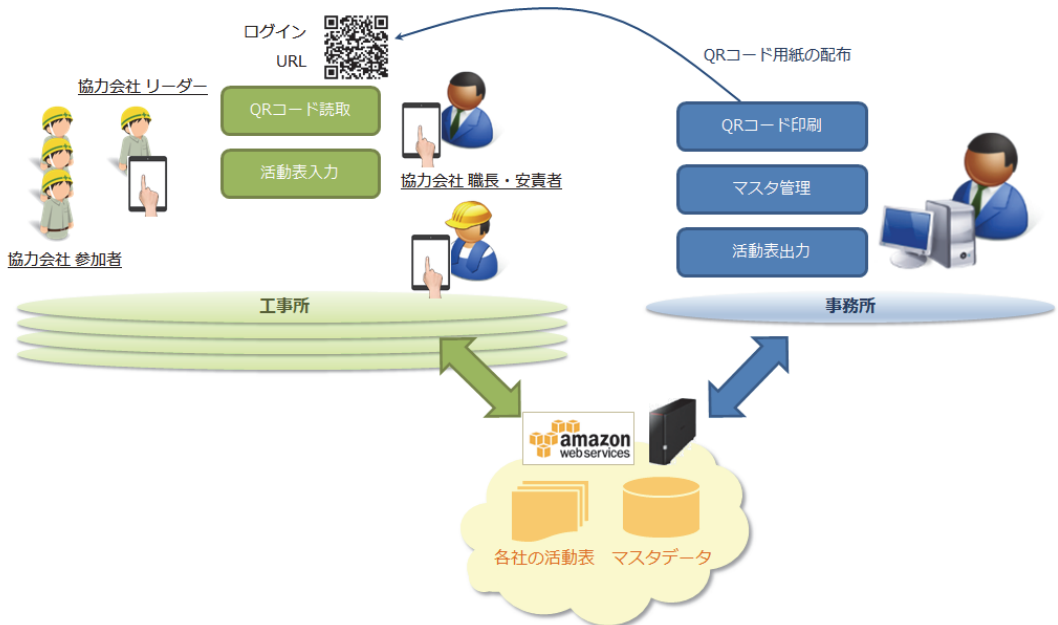 ログイン
URL
QRコード用紙の配布
協力会社 リーダー
QRコード読取
活動表入力
協力会社 職長・安責者
協力会社 参加者
QRコード印刷
マスタ管理
活動表出力
工事所
事務所
amazon
webservices
各社の活動表
マスタデータ